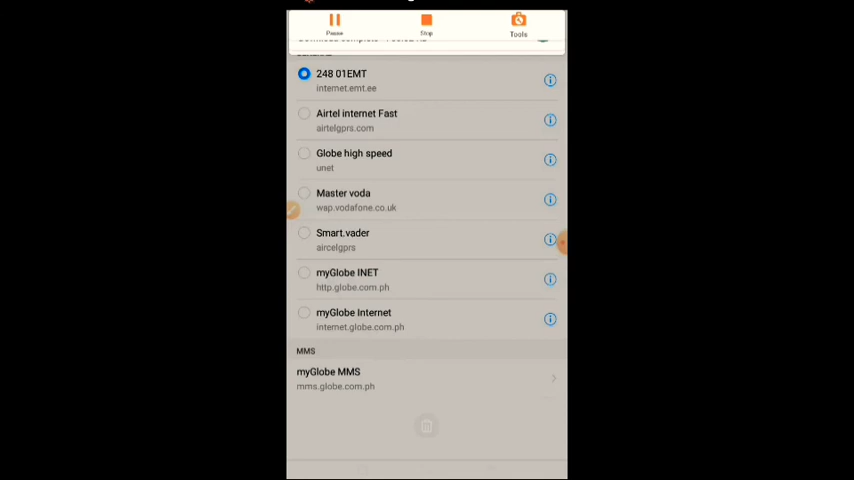 Pause
Stop
Tools
248 01EMT
internet.emt.ee
Airtel internet Fast
airtelgprs.com
Globe high speed
unet
Master voda
wap.vodafone.co.uk
Smart.vader
aircelgprs
myGlobe INET
http.globe.com.ph
myGlobe Internet
internet.globe.com.ph
MMS
myGlobe MMS
mms.globe.com.ph